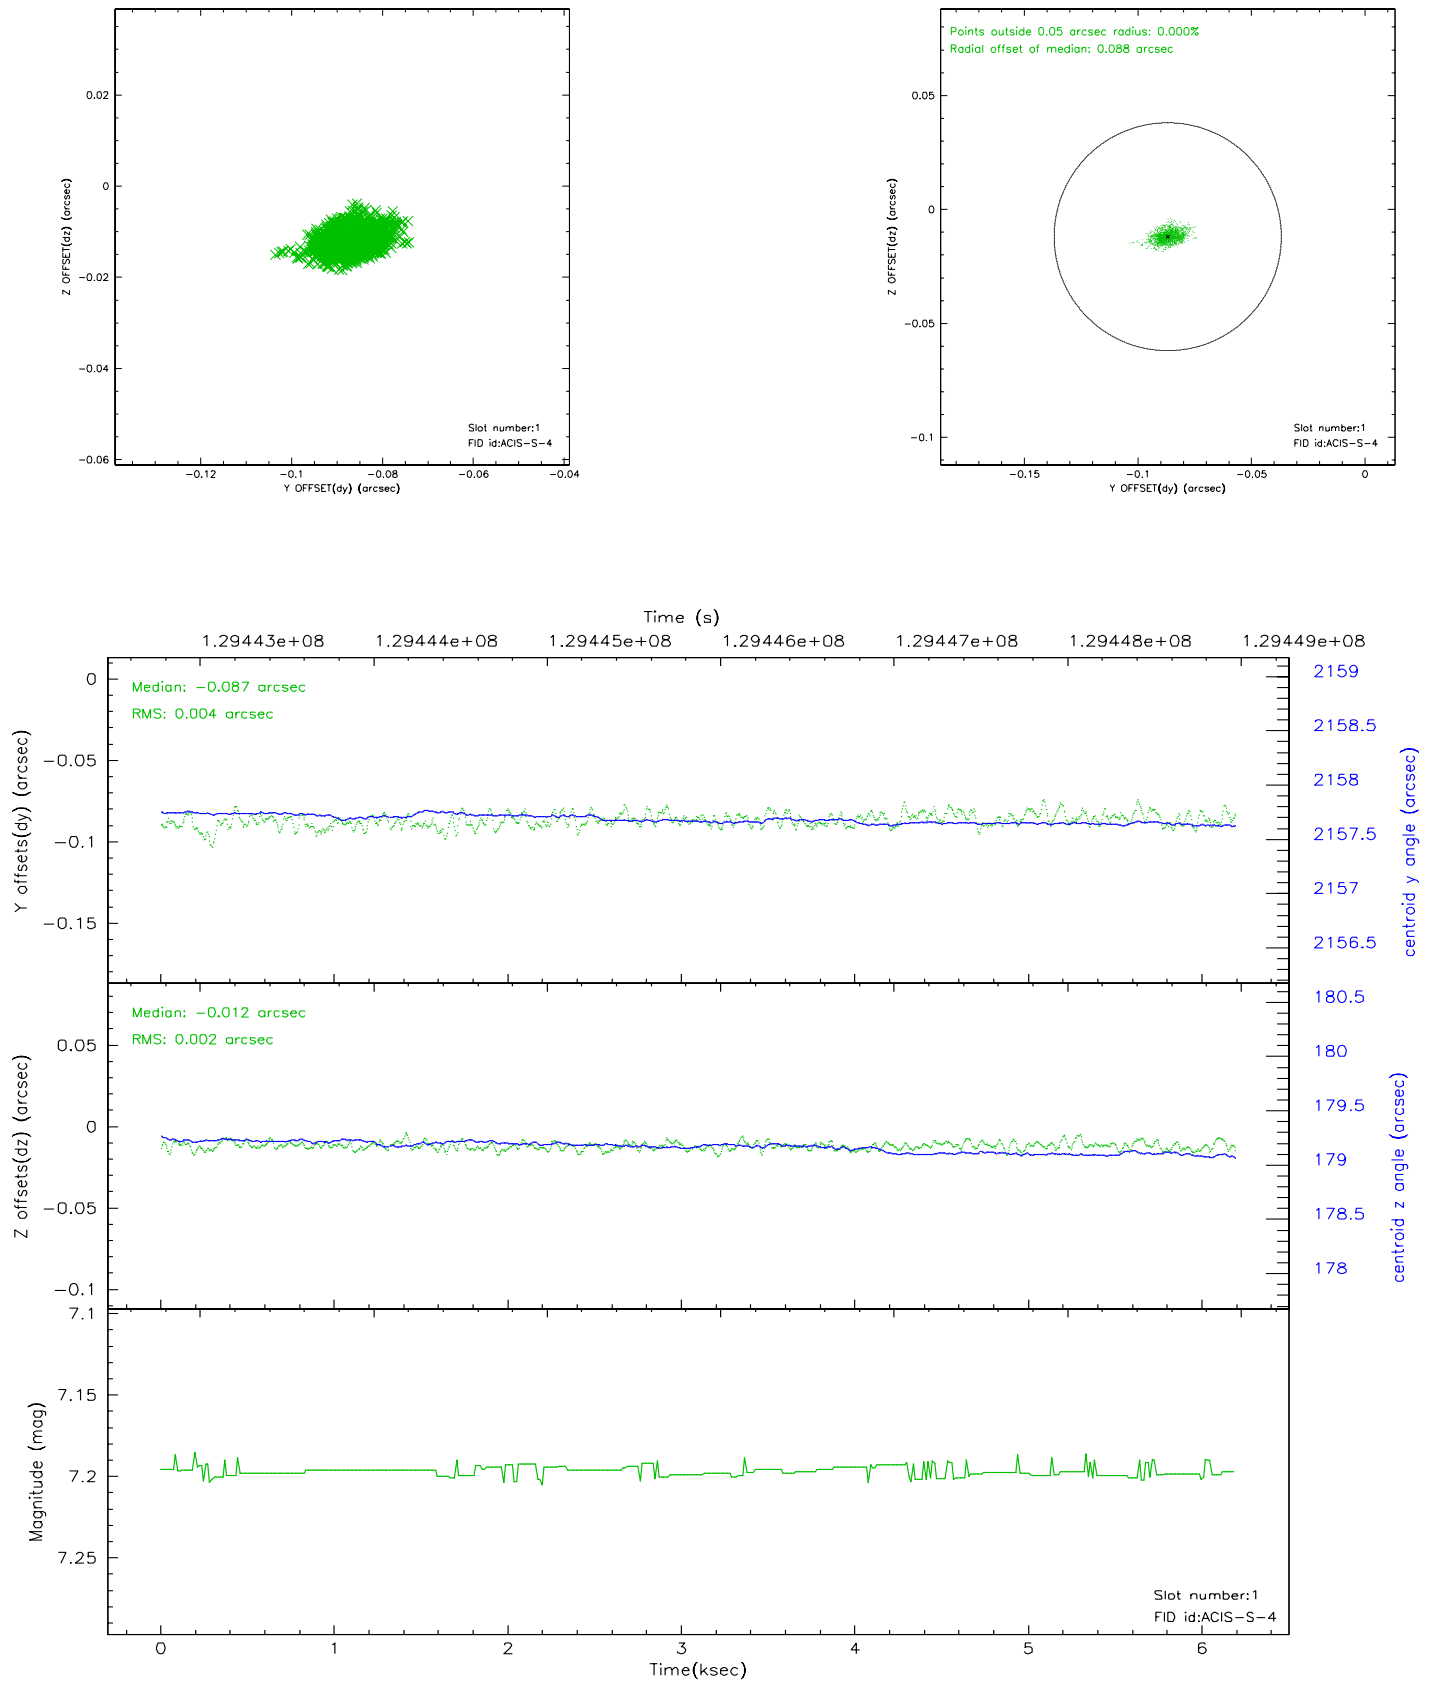 0.02
0
−0.02
−0.04
−0.06
Z OFFSET(dz) (arcsec)
Slot number:1
FID id:ACIS−S−4
−0.12
−0.1
−0.08
−0.06
−0.04
Y OFFSET(dy) (arcsec)
Points outside 0.05 arcsec radius: 0.000%
Radial offset of median: 0.088 arcsec
0.05
0
−0.05
−0.1
Z OFFSET(dz) (arcsec)
Slot number:1
FID id:ACIS−S−4
−0.15
−0.1
−0.05
0
Y OFFSET(dy) (arcsec)
Time (s)
1.29443e+08
1.29444e+08
1.29445e+08
1.29446e+08
1.29447e+08
1.29448e+08
1.29449e+08
Median: −0.087 arcsec
RMS: 0.004 arcsec
0
−0.05
−0.1
−0.15
Y offsets(dy) (arcsec)
2159
2158.5
2158
2157.5
2157
2156.5
centroid y angle (arcsec)
Median: −0.012 arcsec
RMS: 0.002 arcsec
0.05
0
−0.05
−0.1
Z offsets(dz) (arcsec)
180.5
180
179.5
179
178.5
178
centroid z angle (arcsec)
7.1
7.15
7.2
7.25
Magnitude (mag)
Slot number:1
FID id:ACIS−S−4
0
1
2
3
4
5
6
Time(ksec)